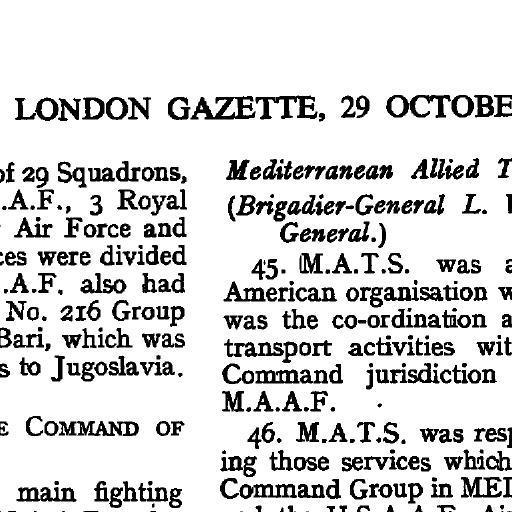 LONDON GAZETTE, 29 OCTOBE
of 29 Squadrons,
.A.F., 3 Royal
Air Force and
ces were divided
.A.F. also had
No. 216 Group
Bari, which was
s to Jugoslavia.
E COMMAND OF
main fighting
Mediterranean Allied T
(Brigadier-General L.
General.)
45. M.A.T.S. was a
American organisation w
was the co-ordination a
transport activities wit
Command jurisdiction
M.A.A.F.
46. M.A.T.S. was resp
ing those services which
Command Group in MED